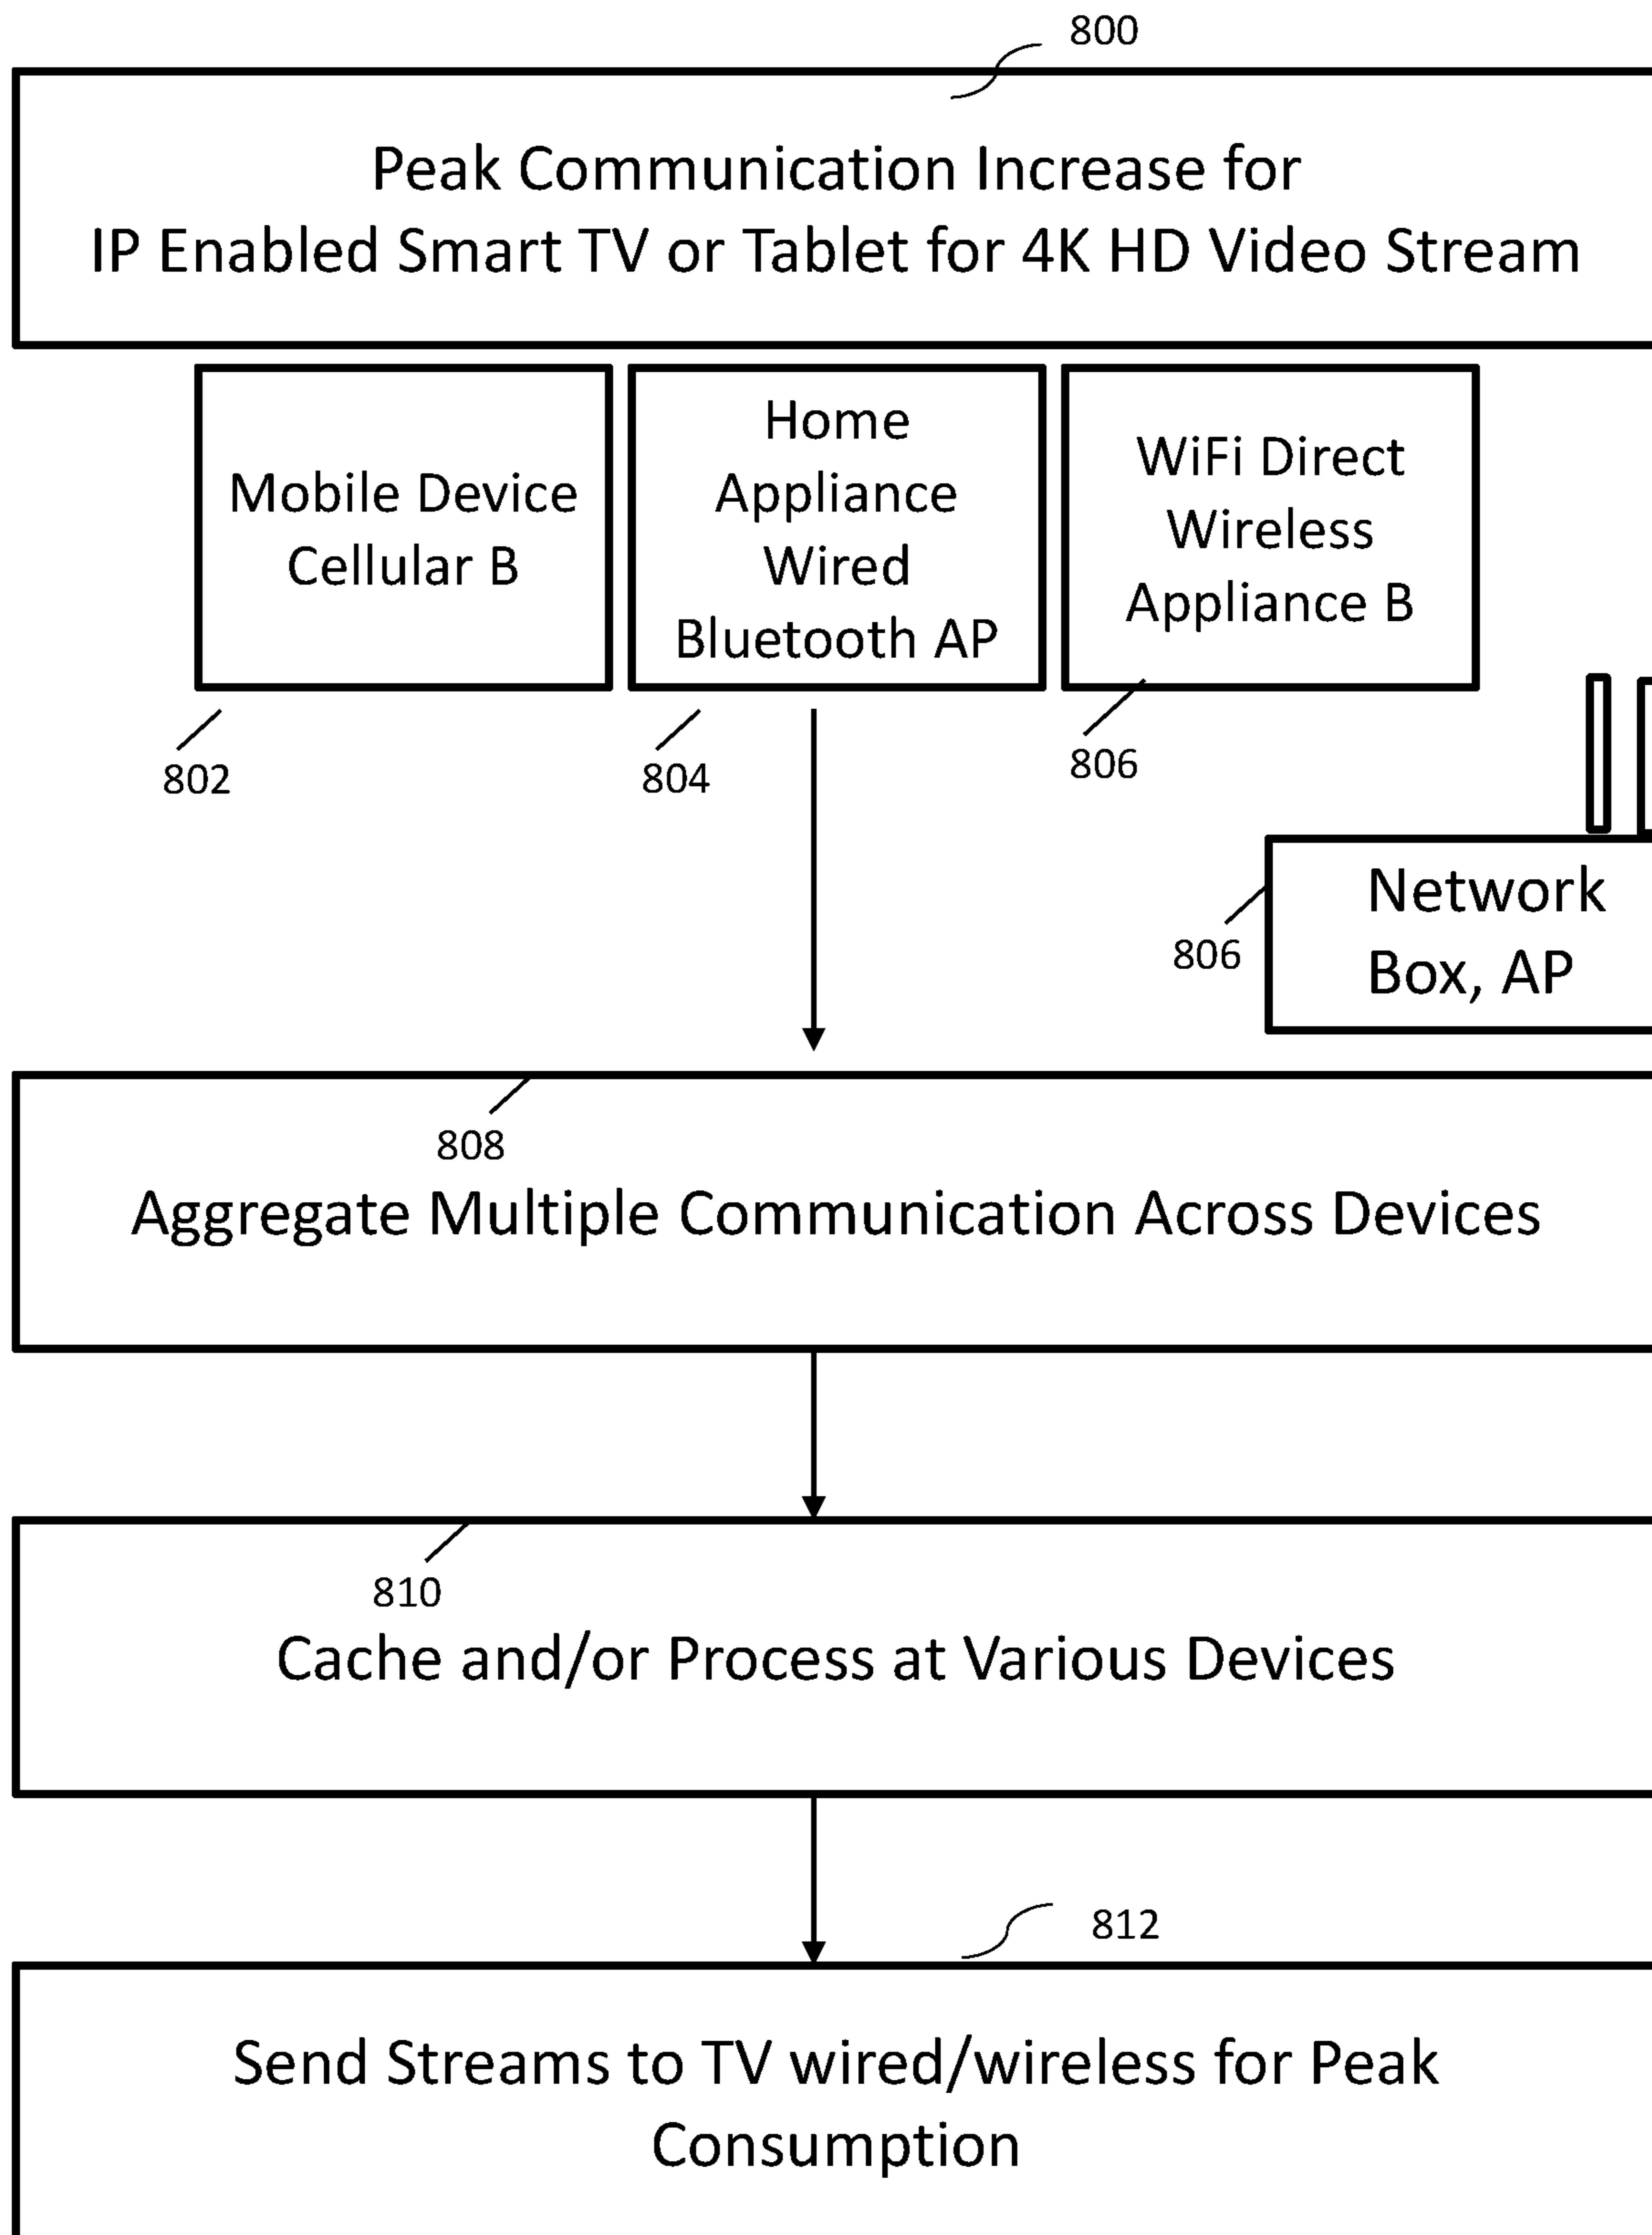 800
Peak Communication Increase for
IP Enabled Smart TV or Tablet for 4K HD Video Stream
Mobile Device
Cellular B
Home
Appliance
Wired
Bluetooth AP
WiFi Direct
Wireless
Appliance B
802
804
806
Network
Box, AP
806
808
Aggregate Multiple Communication Across Devices
810
Cache and/or Process at Various Devices
812
Send Streams to TV wired/wireless for Peak
Consumption